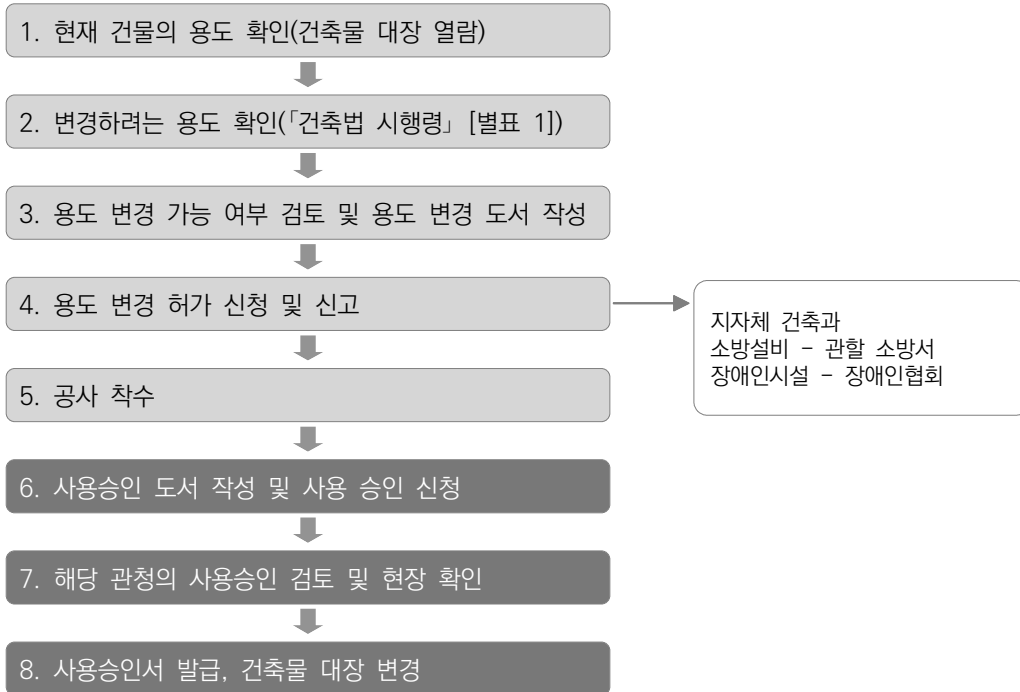 1. 현재 건물의 용도 확인(건축물 대장 열람)
2. 변경하려는 용도 확인(「건축법 시행령」 [별표 1])
3. 용도 변경 가능 여부 검토 및 용도 변경 도서 작성
4. 용도 변경 허가 신청 및 신고
지자체 건축과
소방설비 - 관할 소방서
장애인시설 - 장애인협회
5. 공사 착수
6. 사용승인 도서 작성 및 사용 승인 신청
7. 해당 관청의 사용승인 검토 및 현장 확인
8. 사용승인서 발급, 건축물 대장 변경